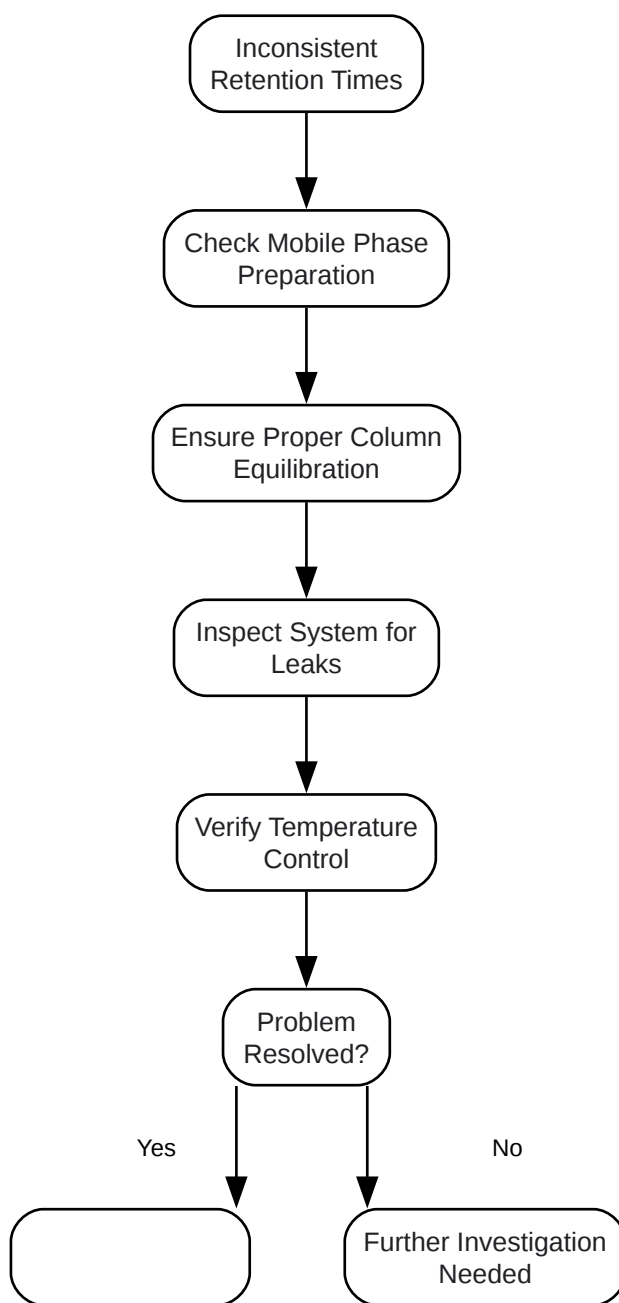 Inconsistent
Retention Times
Check Mobile Phase
Preparation
Ensure Proper Column
Equilibration
Inspect System for
Leaks
Verify Temperature
Control
Problem
Resolved?
Yes
No
Further Investigation
Needed